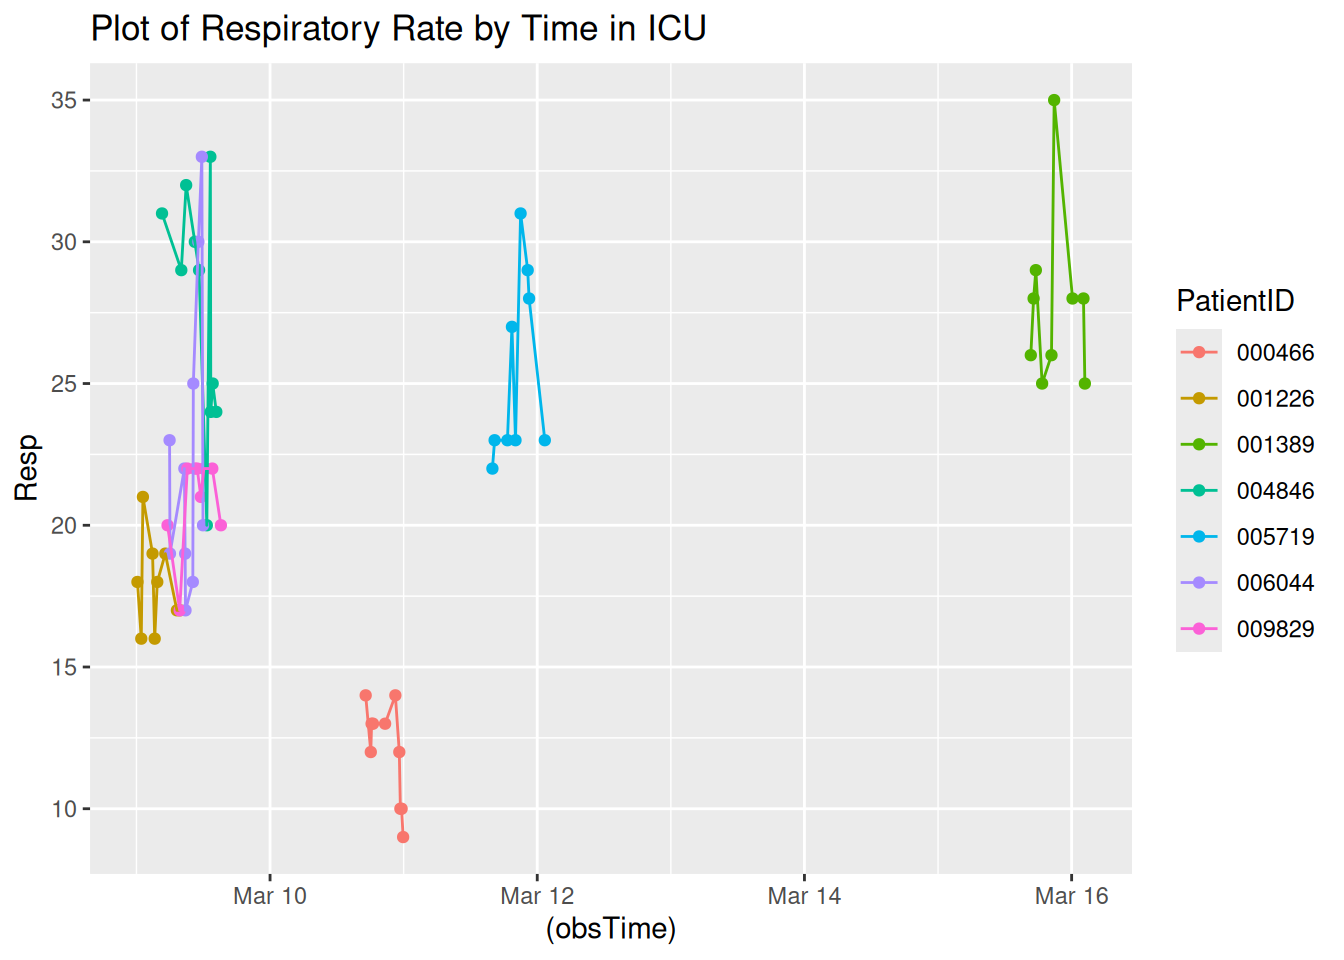 Plot of Respiratory Rate by Time in ICU
35
30
25
20
15
10
Resp
Mar 10
Mar 12
Mar 14
Mar 16
(obsTime)
PatientID
000466
001226
001389
004846
005719
006044
009829